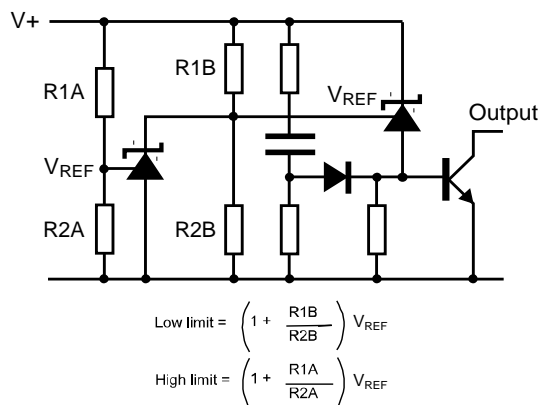 V+
R1A
R1B
VREF
Output
VREF
R2A
R2B
Low limit = ( 1 + R1B / R2B ) VREF
High limit = ( 1 + R1A / R2A ) VREF